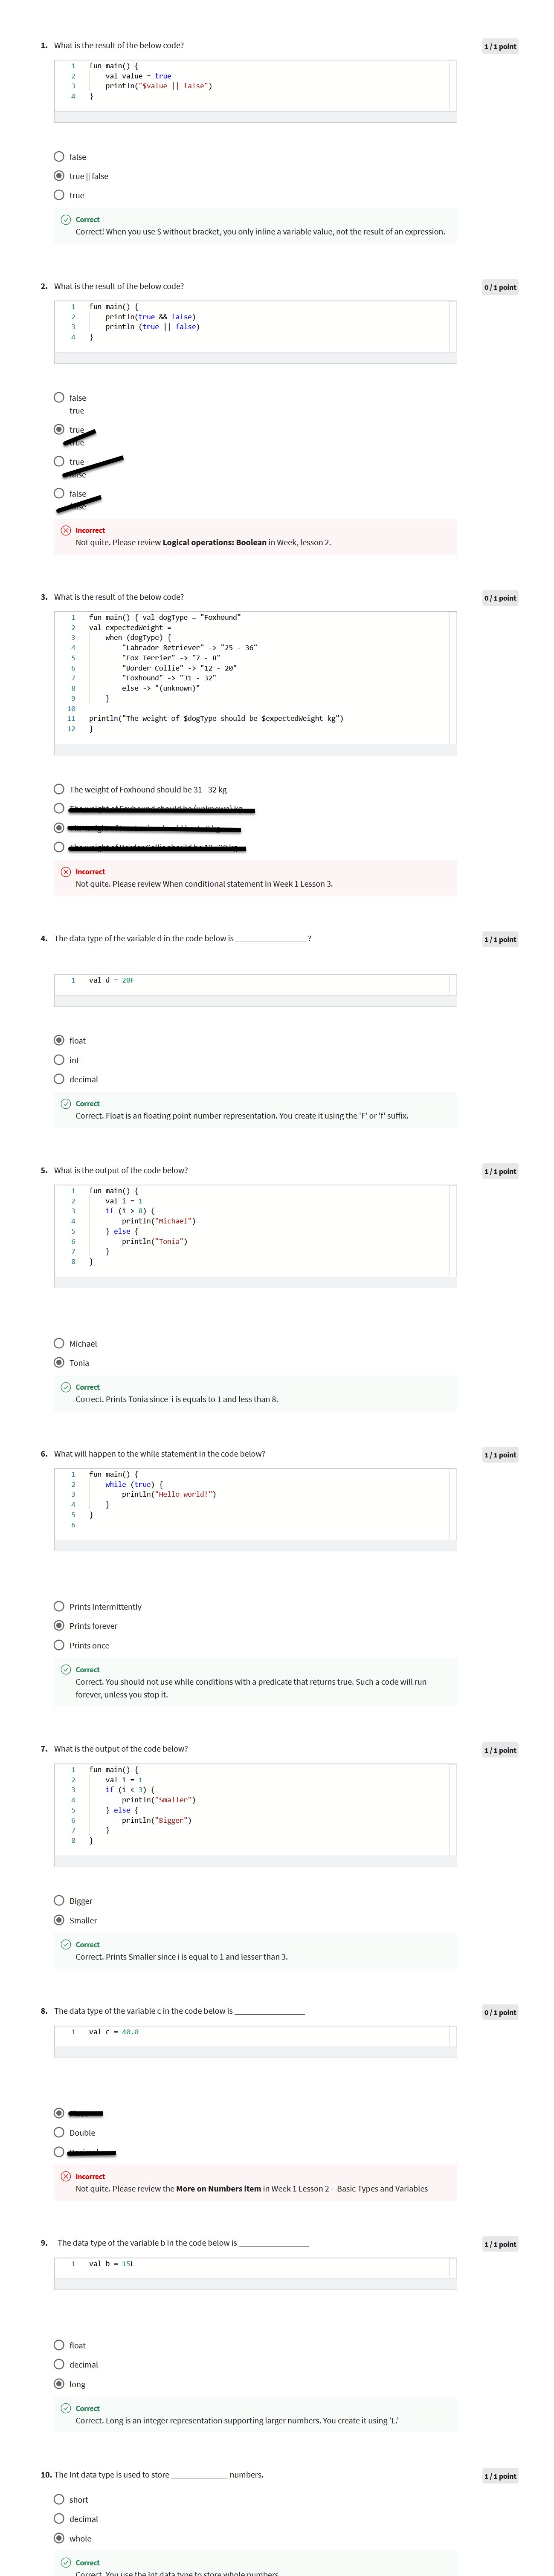 1. What is the result of the below code?
1 / 1 point
1 fun main() {
2 val value = true
3 println("$value || false")
4 }
false
true || false
true
Correct
Correct! When you use $ without bracket, you only inline a variable value, not the result of an expression.
2. What is the result of the below code?
0 / 1 point
1 fun main() {
2 println(true && false)
3 println (true || false)
4 }
false
true
true
true
true
false
false
false
Incorrect
Not quite. Please review Logical operations: Boolean in Week, lesson 2.
3. What is the result of the below code?
0 / 1 point
1 fun main() { val dogType = "Foxhound"
2 val expectedWeight =
3 when (dogType) {
4 "Labrador Retriever" -> "25 - 36"
5 "Fox Terrier" -> "7 - 8"
6 "Border Collie" -> "12 - 20"
7 "Foxhound" -> "31 - 32"
8 else -> "(unknown)"
9 }
10
11 println("The weight of $dogType should be $expectedWeight kg")
12 }
The weight of Foxhound should be 31 - 32 kg
Incorrect
Not quite. Please review When conditional statement in Week 1 Lesson 3.
4. The data type of the variable d in the code below is ________________ ?
1 / 1 point
1 val d = 20F
float
int
decimal
Correct
Correct. Float is an floating point number representation. You create it using the 'F' or 'f' suffix.
5. What is the output of the code below?
1 / 1 point
1 fun main() {
2 val i = 1
3 if (i > 8) {
4 println("Michael")
5 } else {
6 println("Tonia")
7 }
8 }
Michael
Tonia
Correct
Correct. Prints Tonia since i is equals to 1 and less than 8.
6. What will happen to the while statement in the code below?
1 / 1 point
1 fun main() {
2 while (true) {
3 println("Hello world!")
4 }
5 }
6
Prints Intermittently
Prints forever
Prints once
Correct
Correct. You should not use while conditions with a predicate that returns true. Such a code will run
forever, unless you stop it.
7. What is the output of the code below?
1 / 1 point
1 fun main() {
2 val i = 1
3 if (i < 3) {
4 println("Smaller")
5 } else {
6 println("Bigger")
7 }
8 }
Bigger
Smaller
Correct
Correct. Prints Smaller since i is equal to 1 and lesser than 3.
8. The data type of the variable c in the code below is ________________
0 / 1 point
1 val c = 40.0
Double
Incorrect
Not quite. Please review the More on Numbers item in Week 1 Lesson 2 - Basic Types and Variables
9. The data type of the variable b in the code below is ________________
1 / 1 point
1 val b = 15L
float
decimal
long
Correct
Correct. Long is an integer representation supporting larger numbers. You create it using 'L.'
10. The Int data type is used to store _____________ numbers.
1 / 1 point
short
decimal
whole
Correct
Correct. You use the int data type to store whole numbers